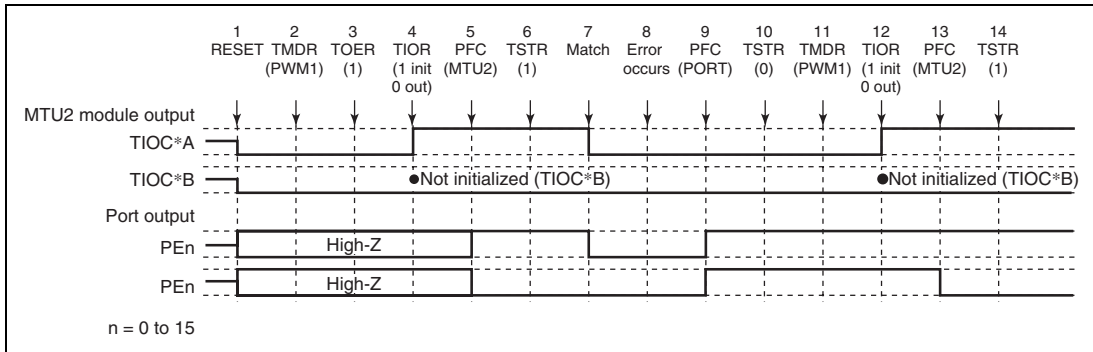 1 2 3 4 5 6 7 8 9 10 11 12 13 14
RESET TMDR TOER TIOR PFC TSTR Match Error PFC TSTR TMDR TIOR PFC TSTR
(PWM1) (1) (1 init (MTU2) (1) occurs (PORT) (0) (PWM1) (1 init (MTU2) (1)
0 out) 0 out)
MTU2 module output
TIOC*A
TIOC*B ●Not initialized (TIOC*B) ●Not initialized (TIOC*B)
Port output
PEn High-Z
PEn High-Z
n = 0 to 15